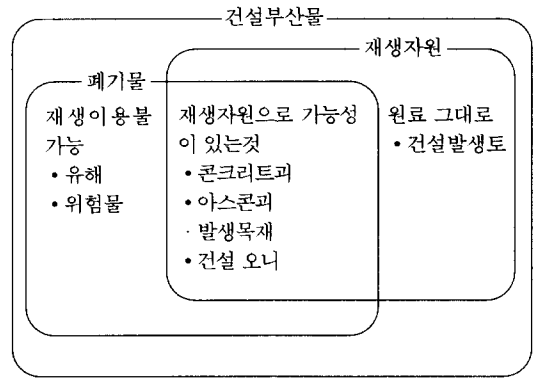 건설부산물
재생자원
폐기물
재생이용불
가능
• 유해
• 위험물
재생자원으로 가능성
이 있는것
• 콘크리트괴
• 아스콘괴
· 발생목재
• 건설 오니
원료 그대로
• 건설발생토